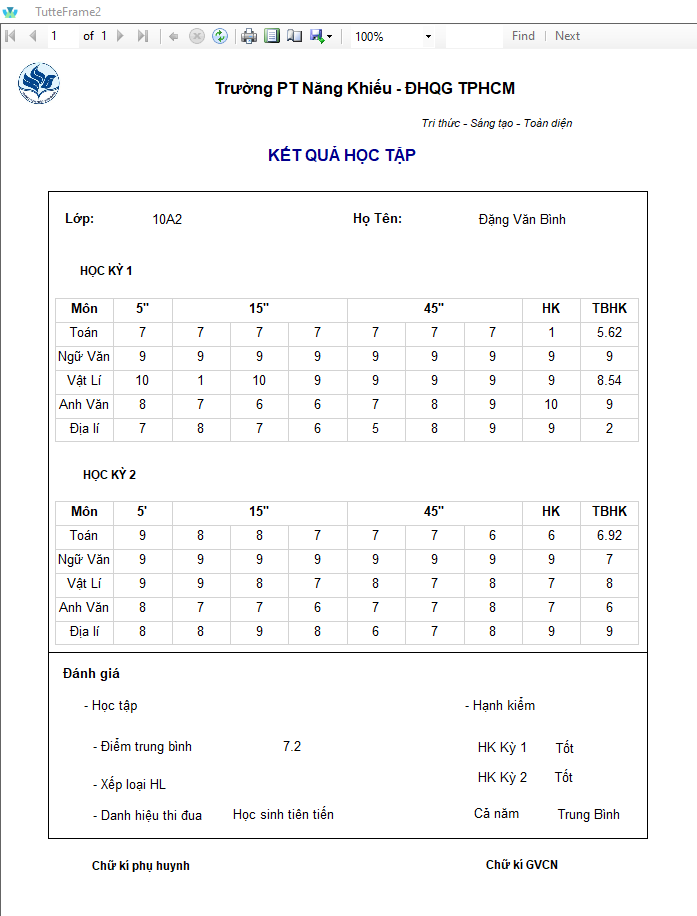 TutteFrame2
1 of 1 100% Find Next
Trường PT Năng Khiếu - ĐHQG TPHCM
Tri thức - Sáng tạo - Toàn diện
KẾT QUẢ HỌC TẬP
Lớp: 10A2 Họ Tên: Đặng Văn Bình
HỌC KỲ 1
Môn 5" 15" 45" HK TBHK
Toán 7 7 7 7 7 7 7 1 5.62
Ngữ Văn 9 9 9 9 9 9 9 9 9
Vật Lí 10 1 10 9 9 9 9 9 8.54
Anh Văn 8 7 6 6 7 8 9 10 9
Địa lí 7 8 7 6 5 8 9 9 2
HỌC KỲ 2
Môn 5' 15" 45" HK TBHK
Toán 9 8 8 7 7 7 6 6 6.92
Ngữ Văn 9 9 9 9 9 9 9 9 7
Vật Lí 9 9 8 7 8 7 8 7 8
Anh Văn 8 7 7 6 7 7 8 7 6
Địa lí 8 8 9 8 6 7 8 9 9
Đánh giá
- Học tập - Hạnh kiểm
- Điểm trung bình 7.2 HK Kỳ 1 Tốt
- Xếp loại HL HK Kỳ 2 Tốt
- Danh hiệu thi đua Học sinh tiên tiến Cả năm Trung Bình
Chữ kí phụ huynh Chữ kí GVCN